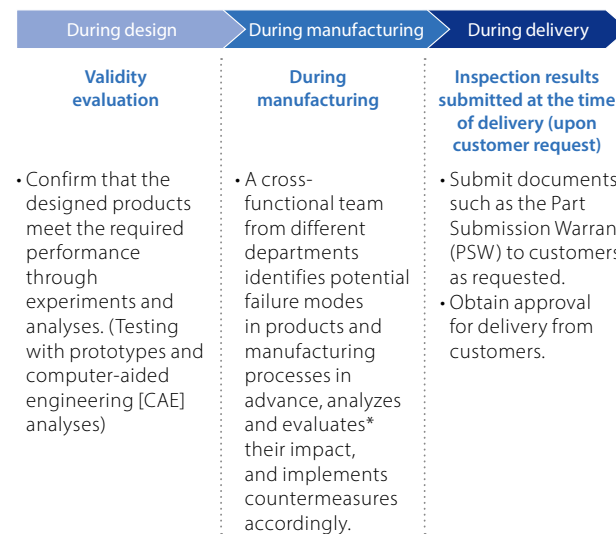 During design
During manufacturing
During delivery
Validity
evaluation
• Confirm that the
designed products
meet the required
performance
through
experiments and
analyses. (Testing
with prototypes and
computer-aided
engineering [CAE]
analyses)
During
manufacturing
• A cross-
functional team
from different
departments
identifies potential
failure modes
in products and
manufacturing
processes in
advance, analyzes
and evaluates*
their impact,
and implements
countermeasures
accordingly.
Inspection results
submitted at the time
of delivery (upon
customer request)
• Submit documents
such as the Part
Submission Warran
(PSW) to customers
as requested.
• Obtain approval
for delivery from
customers.